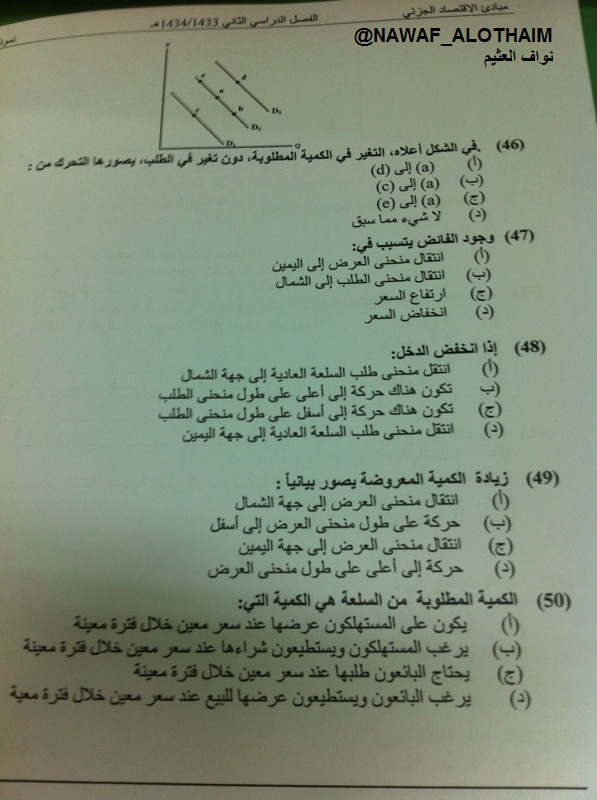 مبادئ الاقتصاد الجزئي
الفصل الدراسي الثاني 1434/1433هـ
@NAWAF_ALOTHAIM
نواف العثيم
P
e
d
a
b
c
D₃
D₂
D₁
Q
(46) في الشكل أعلاه، التغير في الكمية المطلوبة، دون تغير في الطلب، يصورها التحرك من :
(أ) (a) إلى (d)
(ب) (a) إلى (c)
(ج) (a) إلى (e)
(د) لا شيء مما سبق
(47) وجود الفائض يتسبب في:
(أ) انتقال منحنى العرض إلى اليمين
(ب) انتقال منحنى الطلب إلى الشمال
(ج) ارتفاع السعر
(د) انخفاض السعر
(48) إذا انخفض الدخل:
(أ) انتقل منحنى طلب السلعة العادية إلى جهة الشمال
(ب تكون هناك حركة إلى أعلى على طول منحنى الطلب
(ج) تكون هناك حركة إلى أسفل على طول منحنى الطلب
(د) انتقل منحنى طلب السلعة العادية إلى جهة اليمين
(49) زيادة الكمية المعروضة يصور بيانياً :
(أ) انتقال منحنى العرض إلى جهة الشمال
(ب) حركة على طول منحنى العرض إلى أسفل
(ج) انتقال منحنى العرض إلى جهة اليمين
(د) حركة إلى أعلى على طول منحنى العرض
(50) الكمية المطلوبة من السلعة هي الكمية التي:
(أ) يكون على المستهلكون عرضها عند سعر معين خلال فترة معينة
(ب) يرغب المستهلكون ويستطيعون شراءها عند سعر معين خلال فترة معينة
(ج) يحتاج البائعون طلبها عند سعر معين خلال فترة معينة
(د) يرغب البائعون ويستطيعون عرضها للبيع عند سعر معين خلال فترة معية